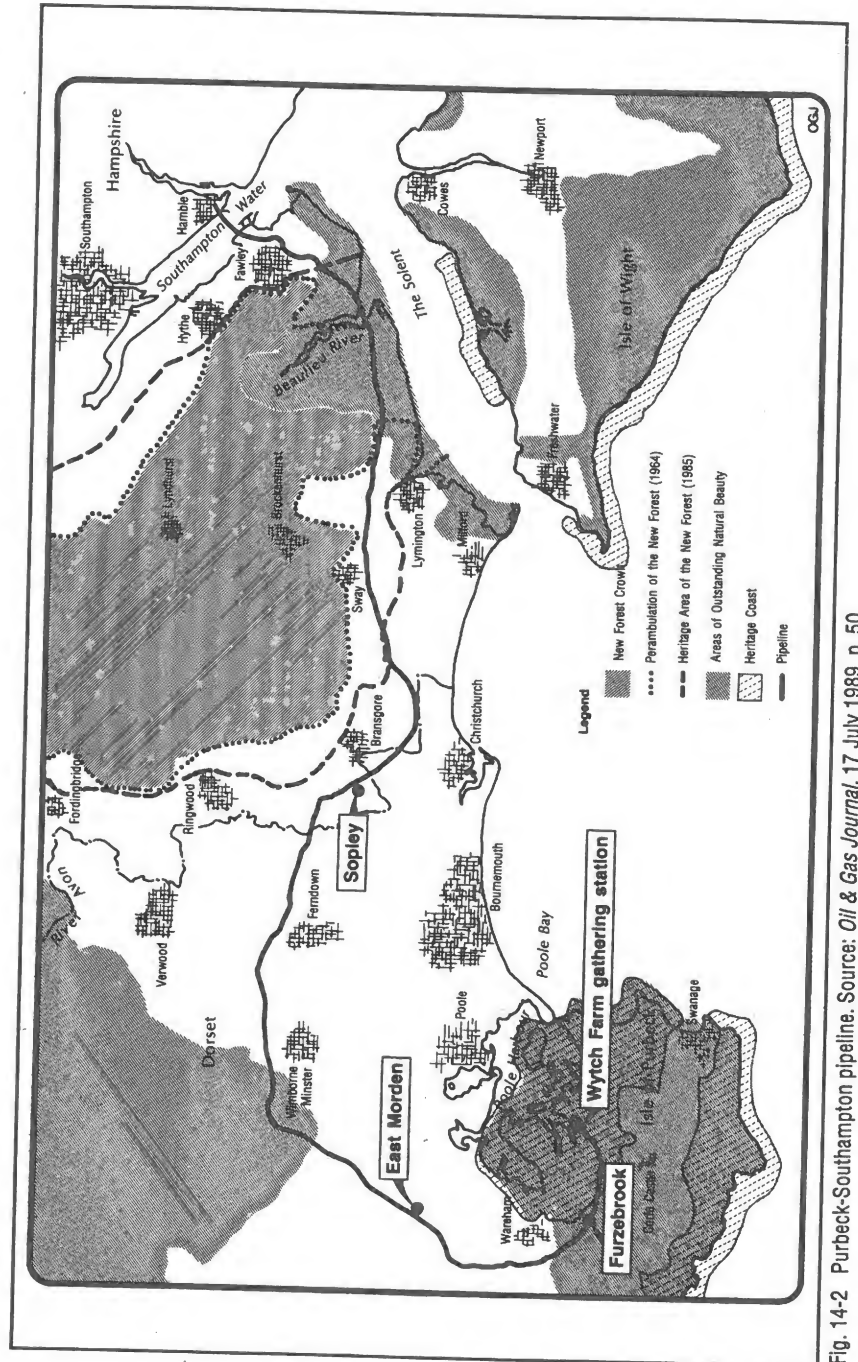 Hampshire
Southampton
Hamble
Southampton Water
Fawley
Hythe
Beaulieu River
The Solent
Cowes
Newport
Isle of Wight
Freshwater
Lyndhurst
Brockenhurst
Sway
Lymington
Milford
Fordingbridge
Ringwood
Bransgore
Sopley
Christchurch
River Avon
Verwood
Ferndown
Bournemouth
Poole Bay
Dorset
Wimborne
Minster
Poole
Poole Harbour
East Morden
Wareham
Wytch Farm gathering station
Furzebrook
Isle of Purbeck
Swanage
Legend
New Forest Crown
Perambulation of the New Forest (1964)
Heritage Area of the New Forest (1985)
Areas of Outstanding Natural Beauty
Heritage Coast
Pipeline
OGJ
Fig. 14-2 Purbeck-Southampton pipeline. Source: Oil & Gas Journal, 17 July 1989, p. 50